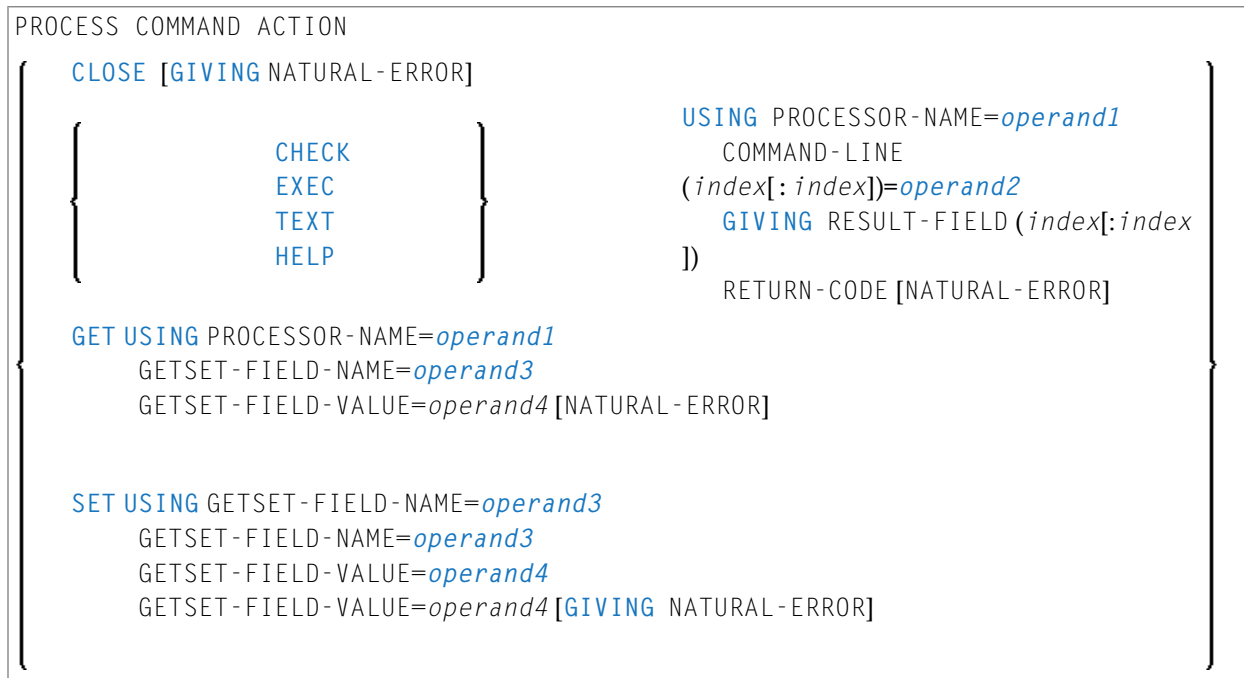 PROCESS COMMAND ACTION
CLOSE [GIVING NATURAL-ERROR]
CHECK
EXEC
TEXT
HELP
USING PROCESSOR-NAME=operand1
COMMAND-LINE
(index[:index])=operand2
GIVING RESULT-FIELD (index[:index
])
RETURN-CODE [NATURAL-ERROR]
GET USING PROCESSOR-NAME=operand1
GETSET-FIELD-NAME=operand3
GETSET-FIELD-VALUE=operand4 [NATURAL-ERROR]
SET USING GETSET-FIELD-NAME=operand3
GETSET-FIELD-NAME=operand3
GETSET-FIELD-VALUE=operand4
GETSET-FIELD-VALUE=operand4 [GIVING NATURAL-ERROR]